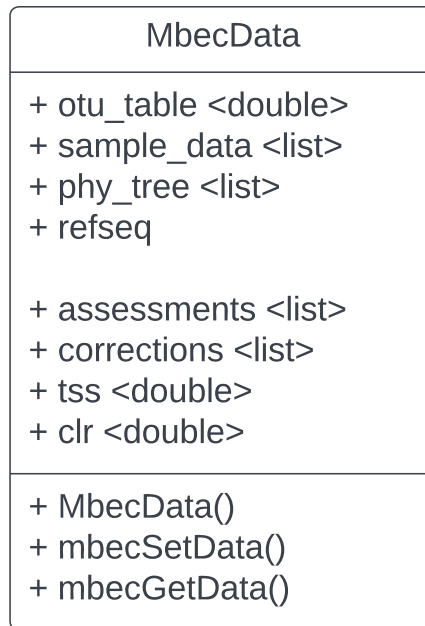 MbecData
+ otu_table <double>
+ sample_data <list>
+ phy_tree <list>
+ refseq
+ assessments <list>
+ corrections <list>
+ tss <double>
+ clr <double>
+ MbecData()
+ mbecSetData()
+ mbecGetData()